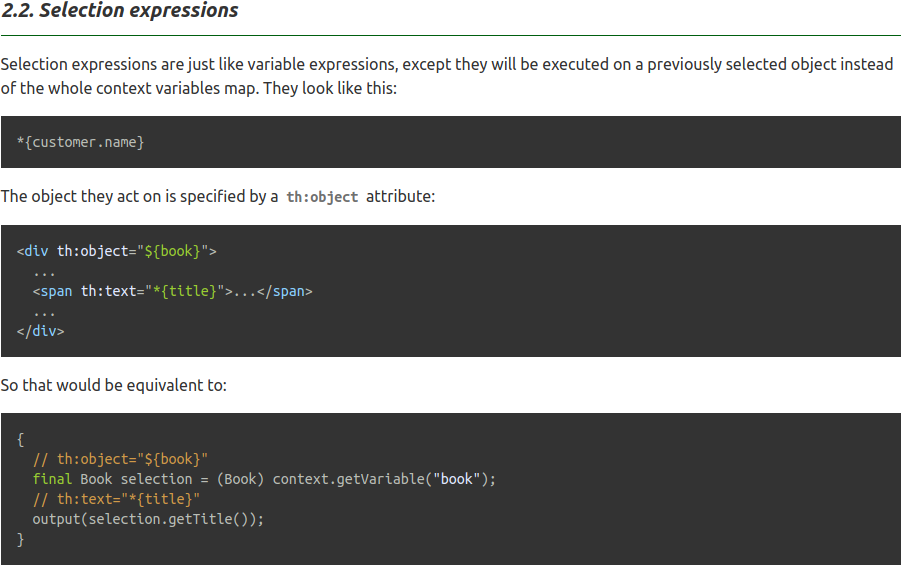 2.2. Selection expressions
Selection expressions are just like variable expressions, except they will be executed on a previously selected object instead
of the whole context variables map. They look like this:
*{customer.name}
The object they act on is specified by a th:object attribute:
<div th:object="${book}">
  ...
  <span th:text="*{title}">...</span>
  ...
</div>
So that would be equivalent to:
{
  // th:object="${book}"
  final Book selection = (Book) context.getVariable("book");
  // th:text="*{title}"
  output(selection.getTitle());
}